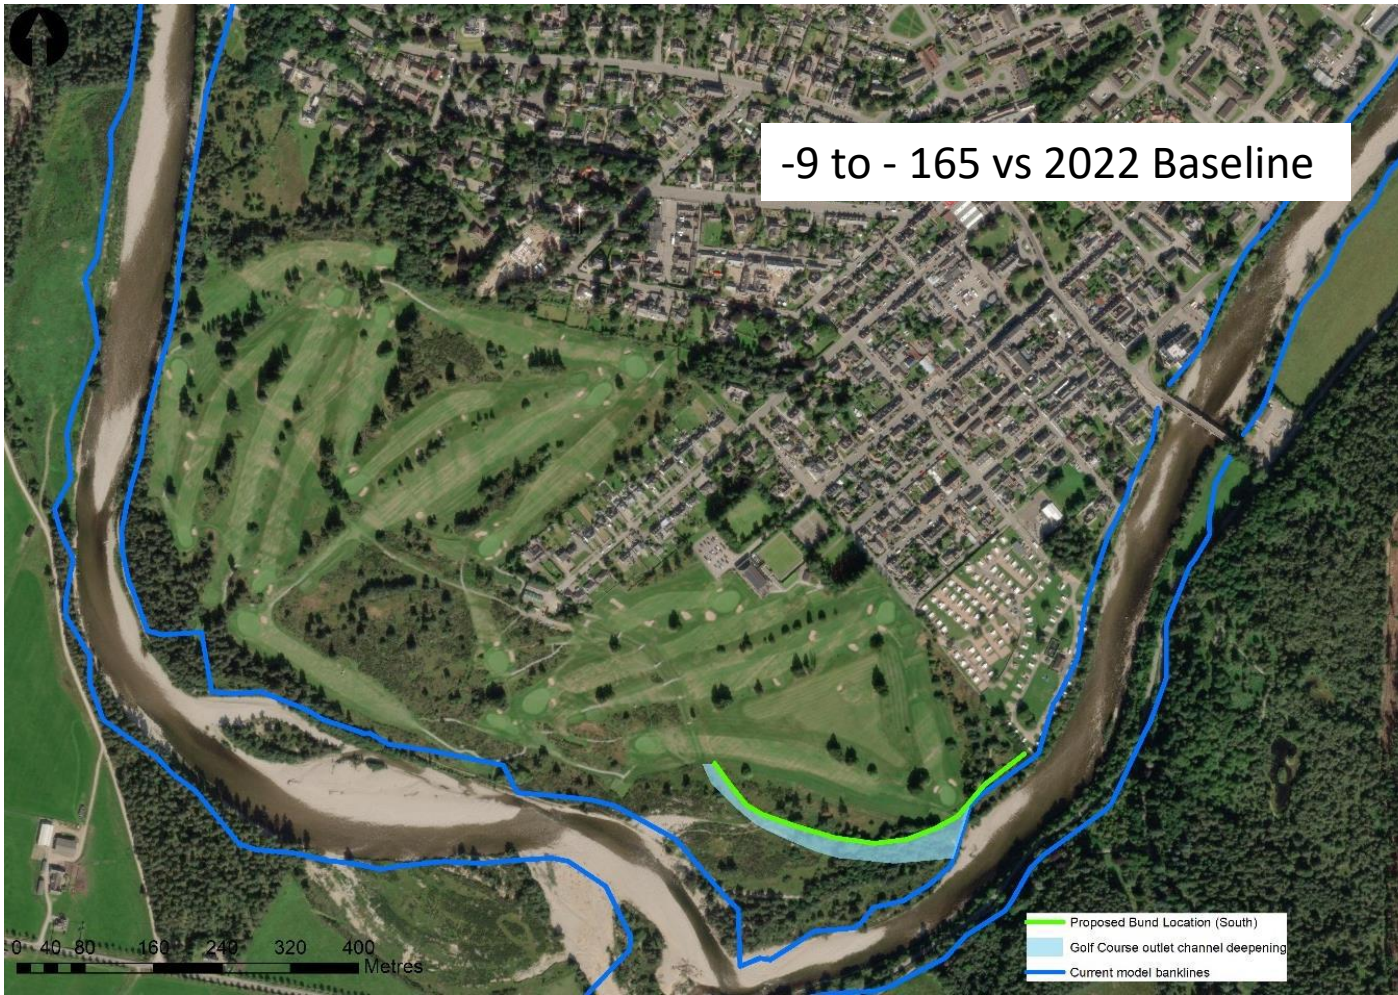 -9 to - 165 vs 2022 Baseline
Proposed Bund Location (South)
Golf Course outlet channel deepening
Current model banklines
0 40 80 160 240 320 400
Metres